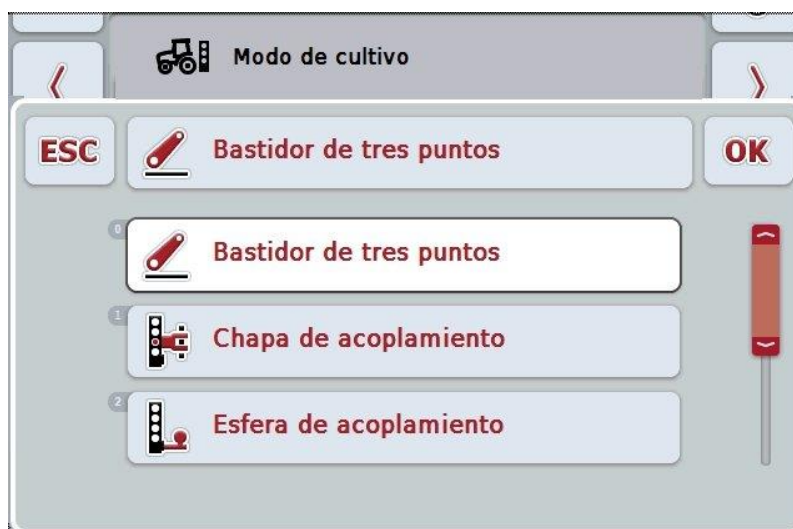 Modo de cultivo
ESC
Bastidor de tres puntos
OK
0
Bastidor de tres puntos
1
Chapa de acoplamiento
2
Esfera de acoplamiento